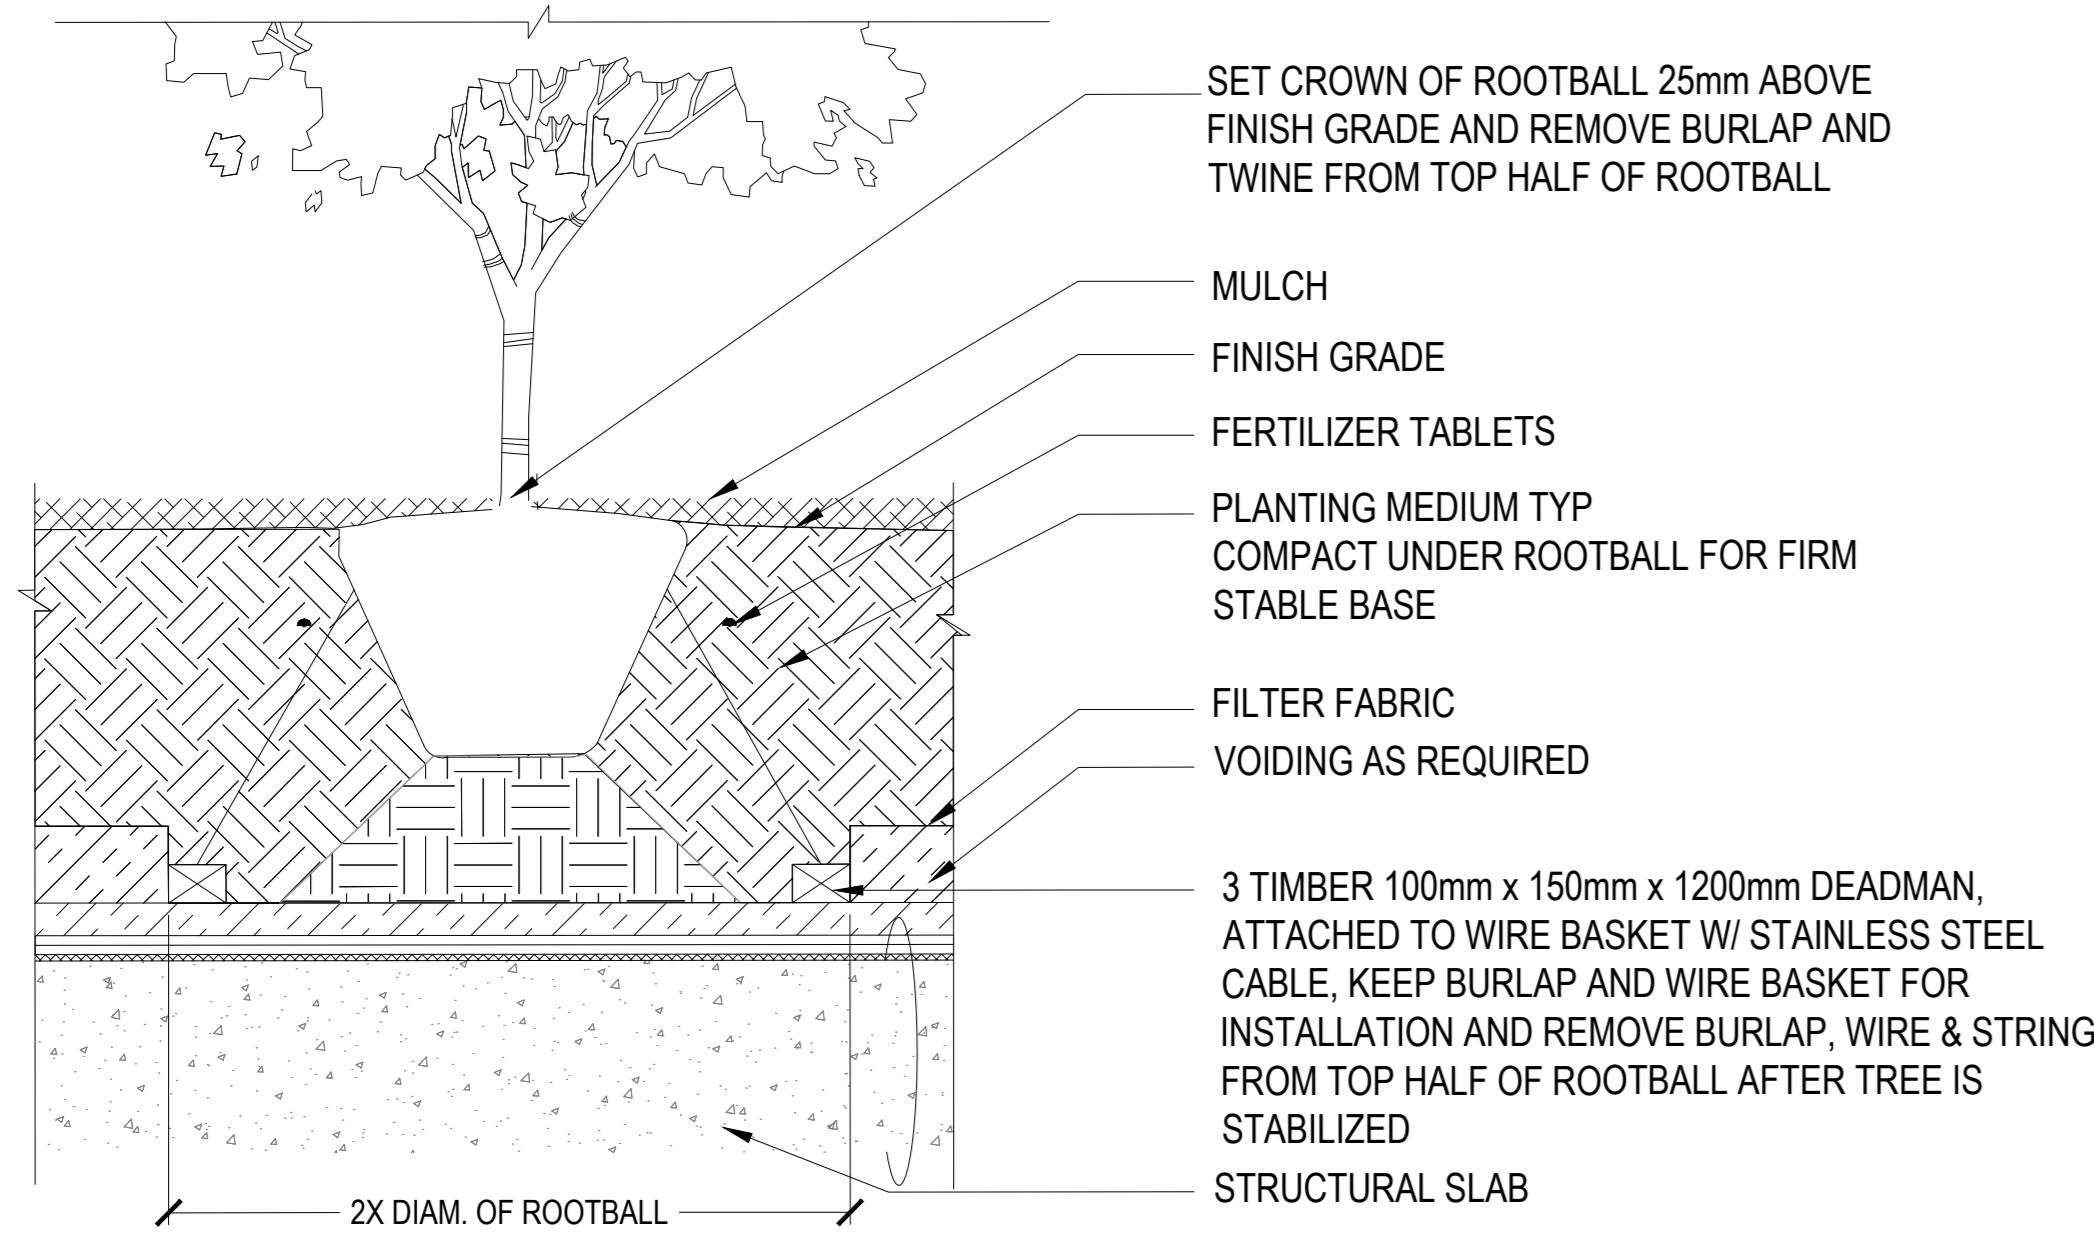 SET CROWN OF ROOTBALL 25mm ABOVE
FINISH GRADE AND REMOVE BURLAP AND
TWINE FROM TOP HALF OF ROOTBALL
MULCH
FINISH GRADE
FERTILIZER TABLETS
PLANTING MEDIUM TYP
COMPACT UNDER ROOTBALL FOR FIRM
STABLE BASE
FILTER FABRIC
VOIDING AS REQUIRED
3 TIMBER 100mm x 150mm x 1200mm DEADMAN,
ATTACHED TO WIRE BASKET W/ STAINLESS STEEL
CABLE, KEEP BURLAP AND WIRE BASKET FOR
INSTALLATION AND REMOVE BURLAP, WIRE & STRING
FROM TOP HALF OF ROOTBALL AFTER TREE IS
STABILIZED
STRUCTURAL SLAB
2X DIAM. OF ROOTBALL